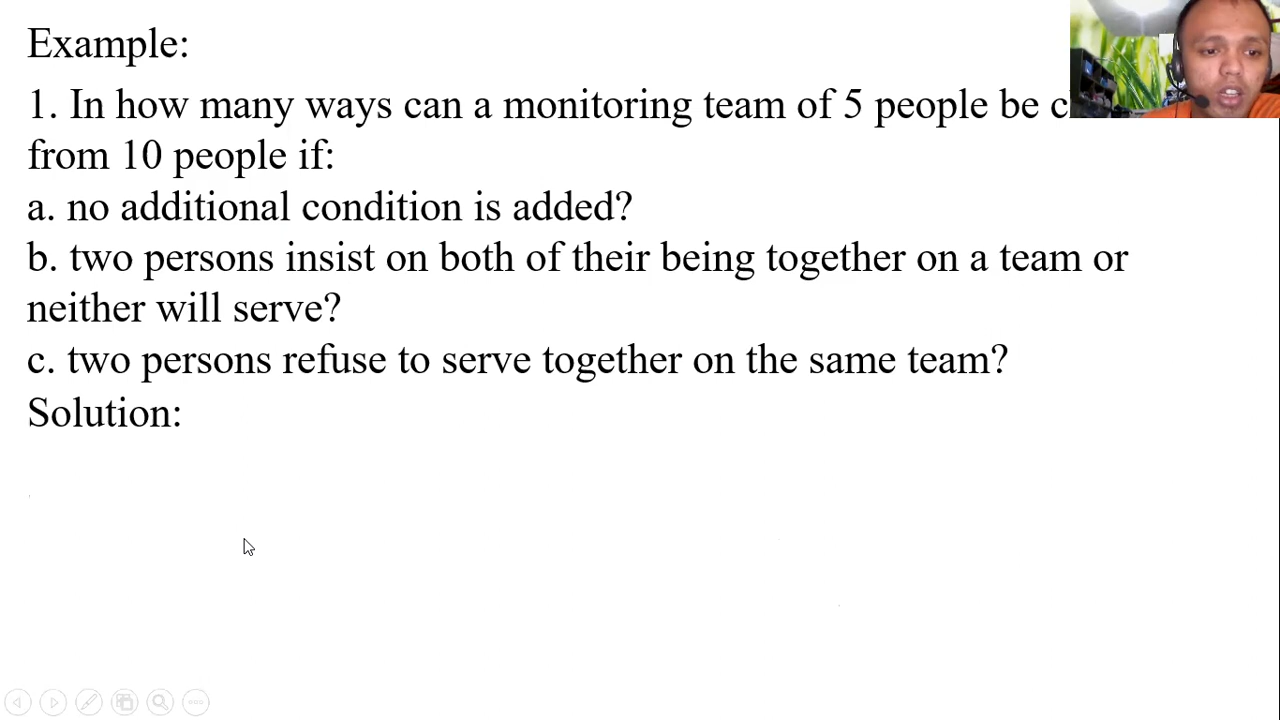 Example:
1. In how many ways can a monitoring team of 5 people be
from 10 people if:
a. no additional condition is added?
b. two persons insist on both of their being together on a team or
neither will serve?
c. two persons refuse to serve together on the same team?
Solution: